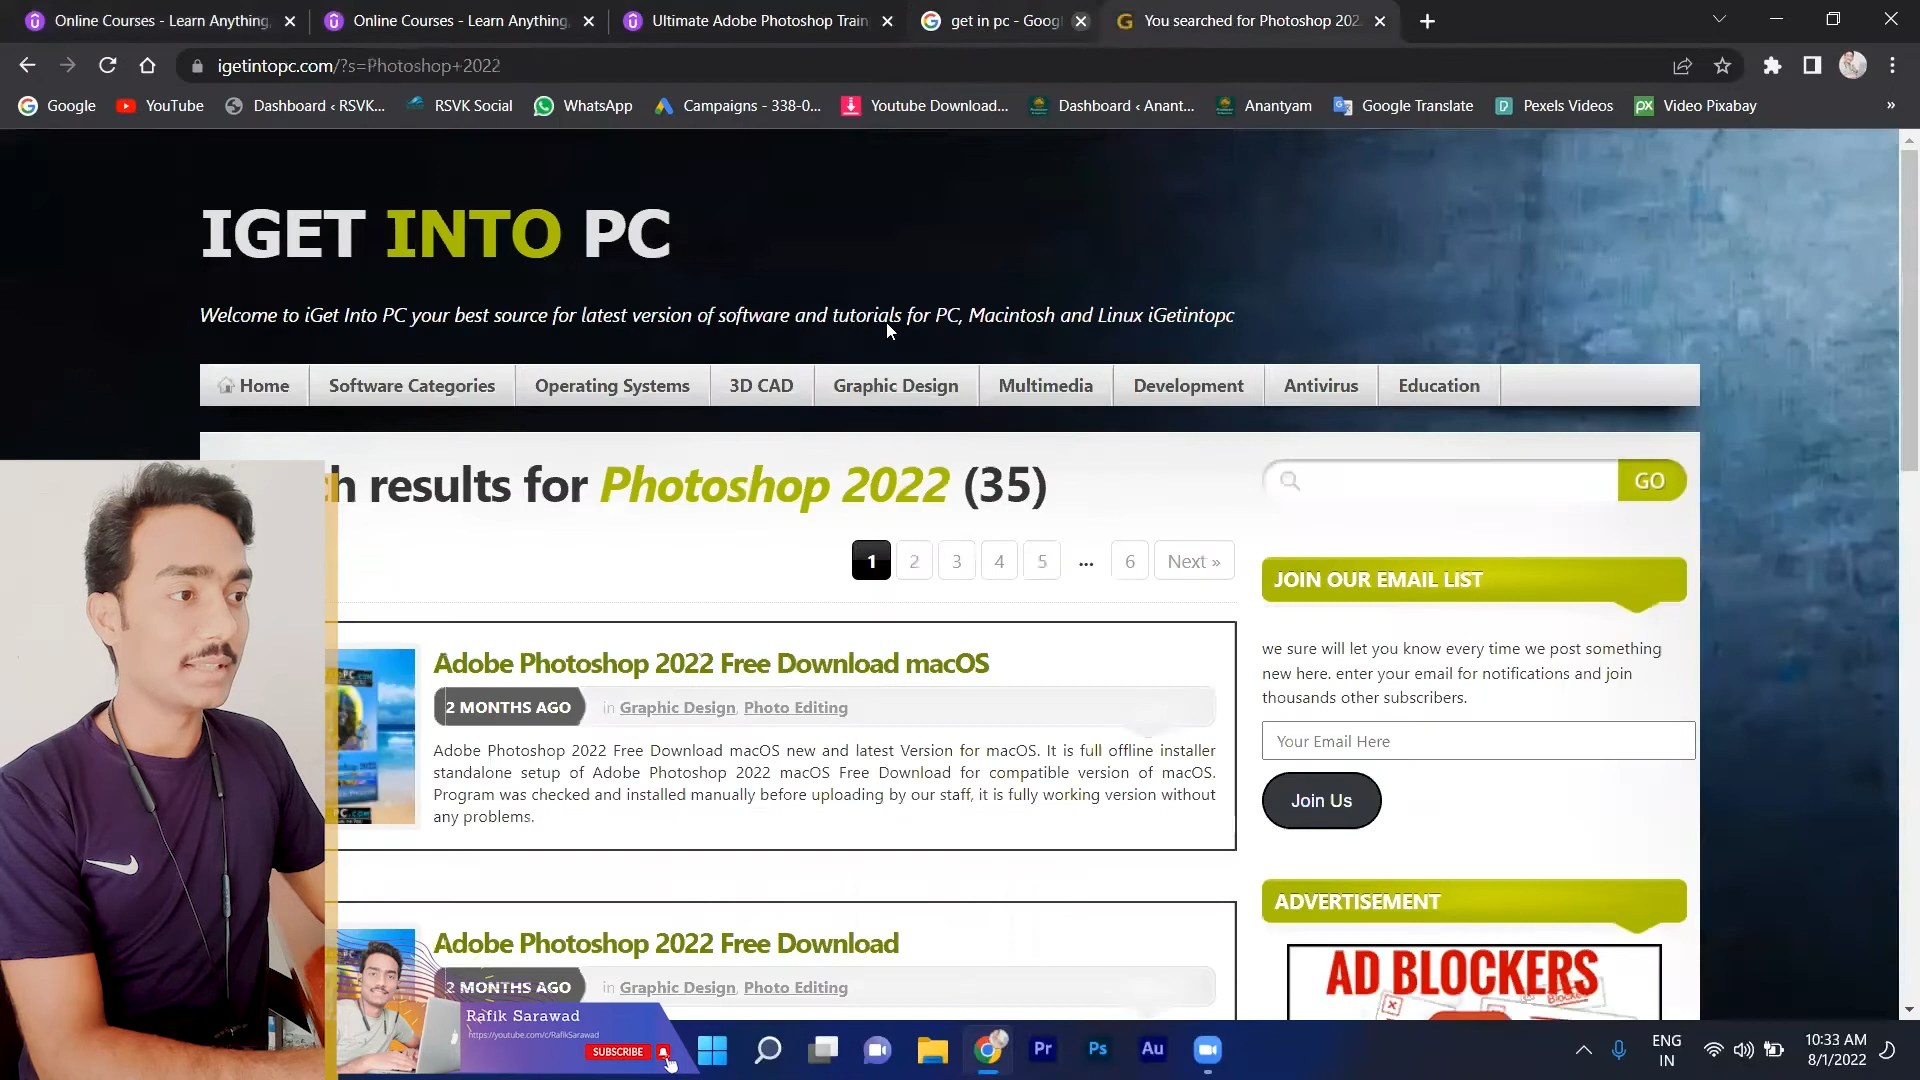 Online Courses - Learn Anything,
Online Courses - Learn Anything,
Ultimate Adobe Photoshop Train
get in pc - Goog
You searched for Photoshop 202
igetintopc.com/?s=Photoshop+2022
Google
YouTube
Dashboard ‹ RSVK...
RSVK Social
WhatsApp
Campaigns - 338-0...
Youtube Download...
Dashboard ‹ Anant...
Anantyam
Google Translate
Pexels Videos
Video Pixabay
»
IGET INTO PC
Welcome to iGet Into PC your best source for latest version of software and tutorials for PC, Macintosh and Linux iGetintopc
Home
Software Categories
Operating Systems
3D CAD
Graphic Design
Multimedia
Development
Antivirus
Education
h results for Photoshop 2022 (35)
GO
1 2 3 4 5 ... 6 Next »
JOIN OUR EMAIL LIST
we sure will let you know every time we post something
new here. enter your email for notifications and join
thousands other subscribers.
Your Email Here
Join Us
Adobe Photoshop 2022 Free Download macOS
2 MONTHS AGO
in Graphic Design, Photo Editing
Adobe Photoshop 2022 Free Download macOS new and latest Version for macOS. It is full offline installer
standalone setup of Adobe Photoshop 2022 macOS Free Download for compatible version of macOS.
Program was checked and installed manually before uploading by our staff, it is fully working version without
any problems.
ADVERTISEMENT
AD BLOCKERS
Adobe Photoshop 2022 Free Download
2 MONTHS AGO
in Graphic Design, Photo Editing
Rafik Sarawad
https://youtube.com/c/RafikSarawad
SUBSCRIBE
Pr
Ps
Au
ENG
IN
10:33 AM
8/1/2022